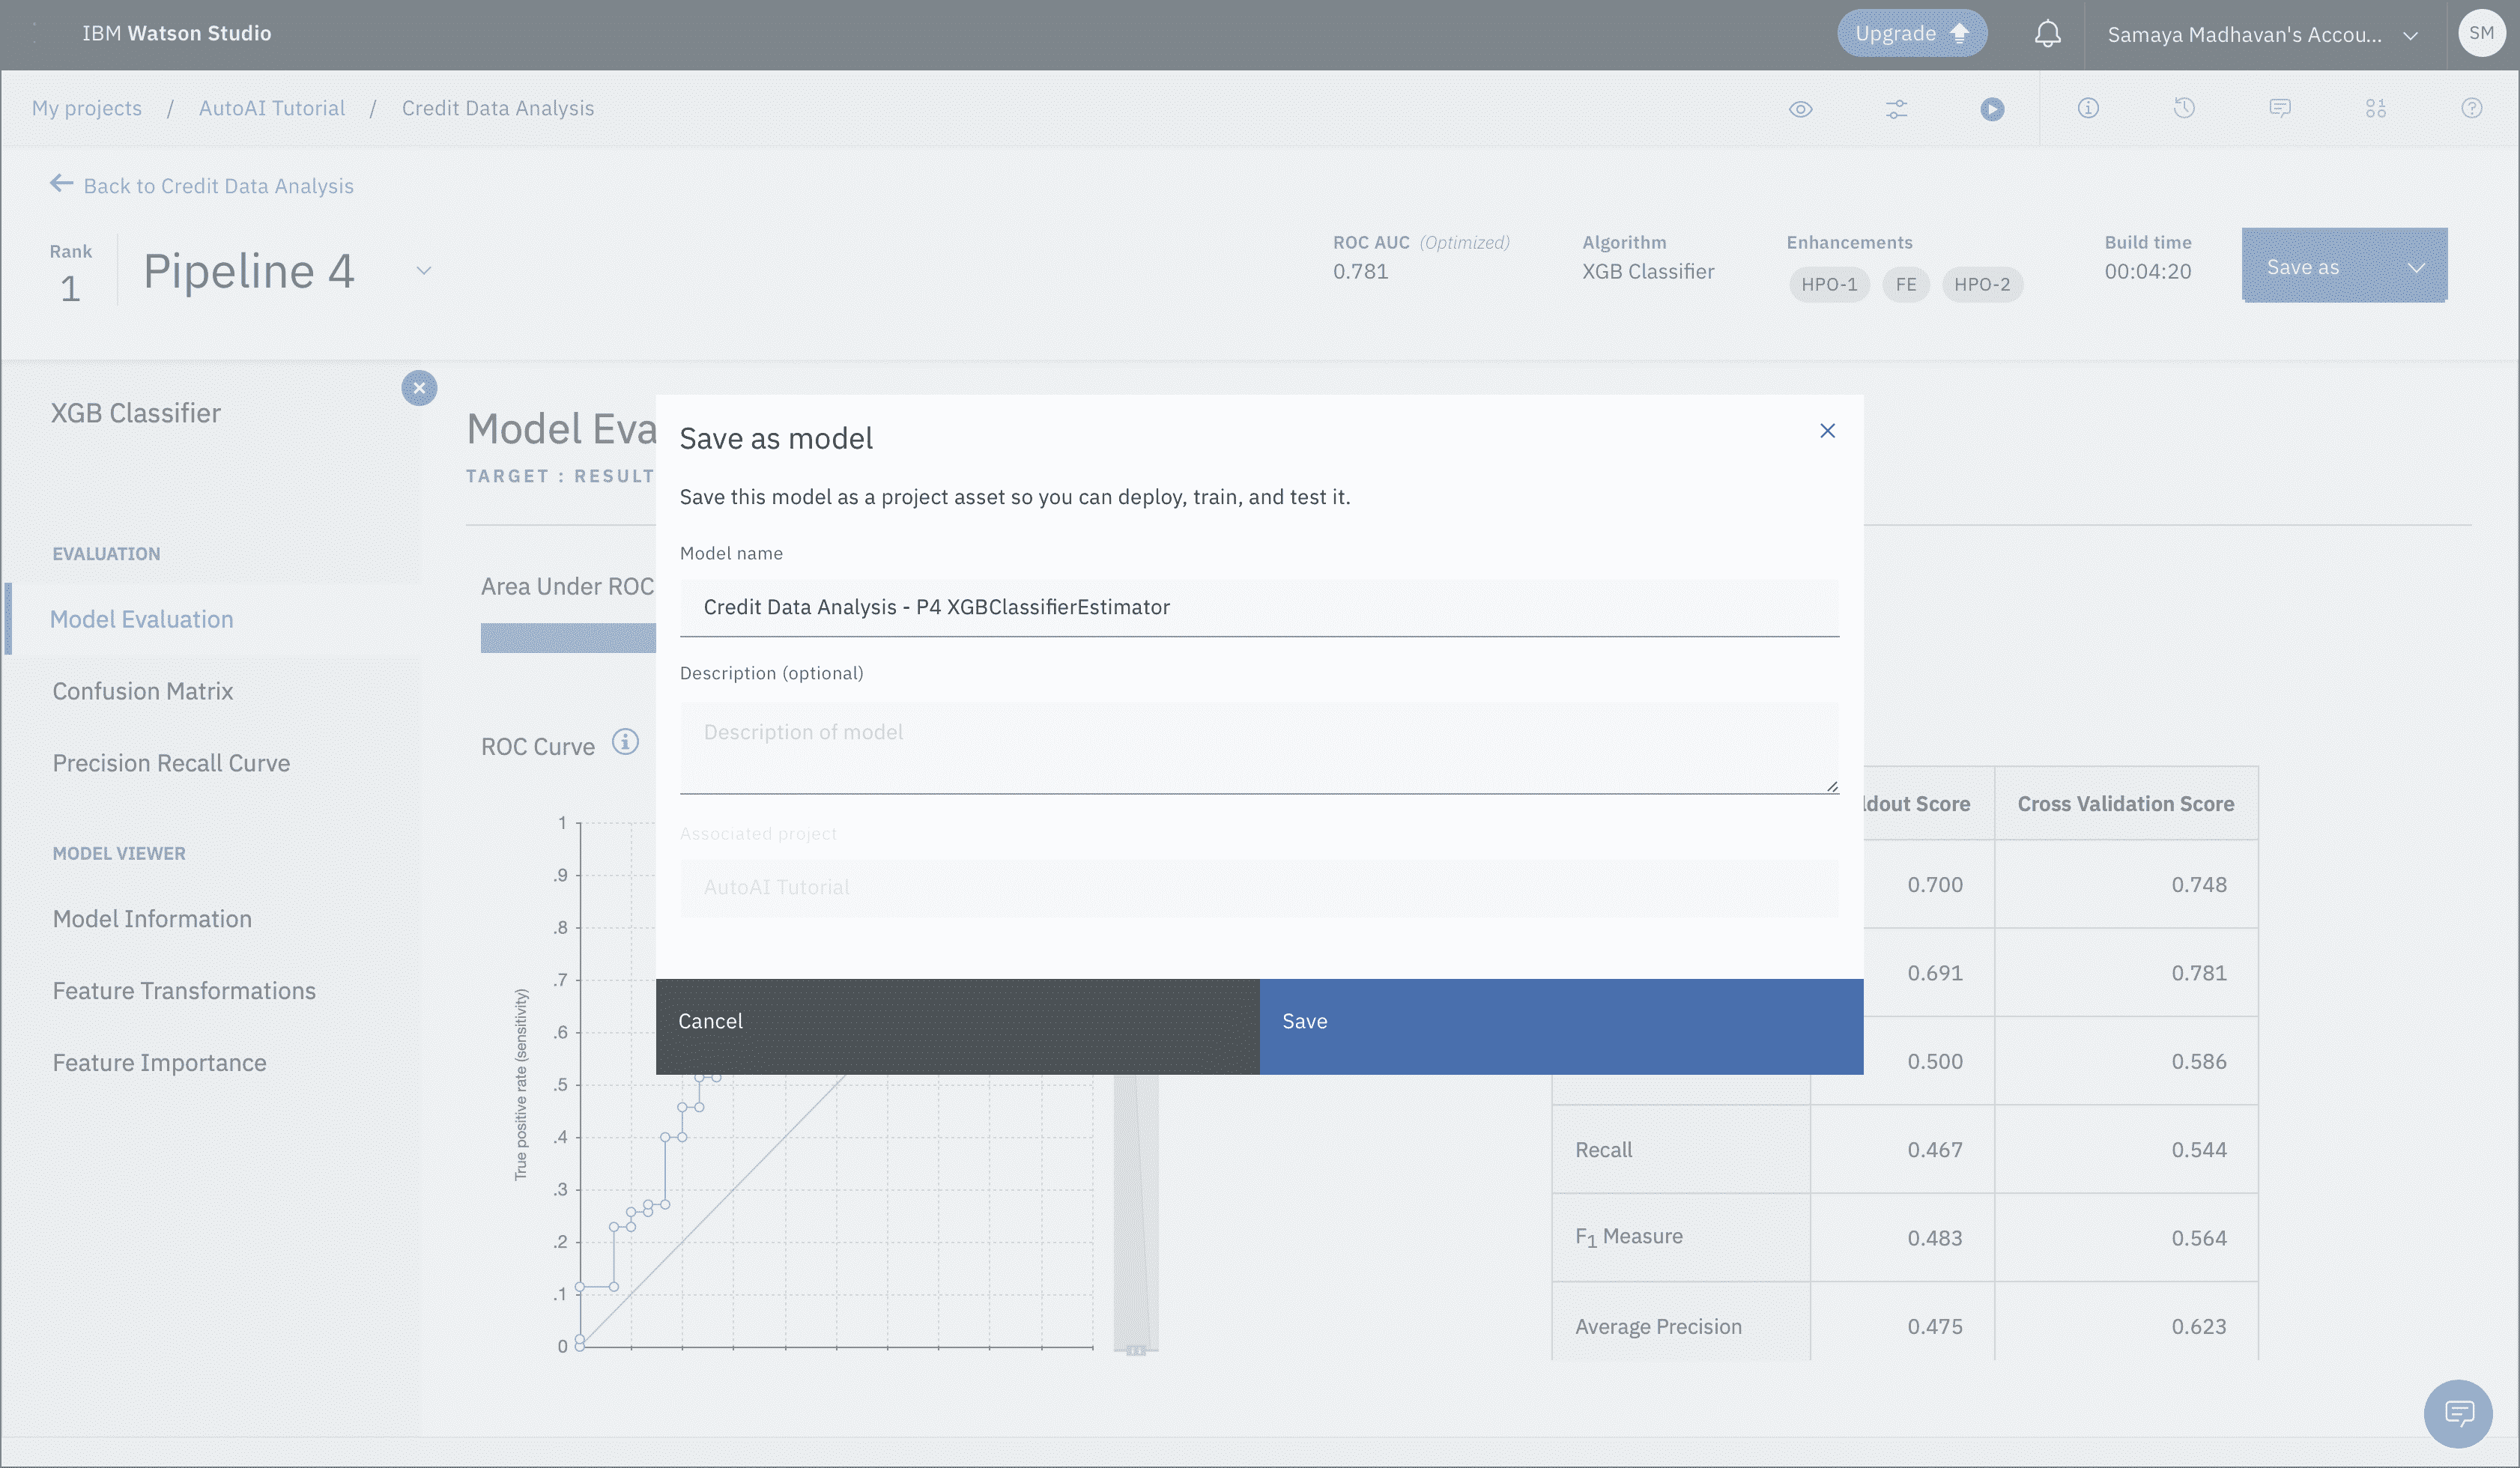 IBM Watson Studio
Upgrade
Samaya Madhavan's Accou...
SM
My projects / AutoAI Tutorial / Credit Data Analysis
Back to Credit Data Analysis
Rank
1
Pipeline 4
ROC AUC (Optimized)
0.781
Algorithm
XGB Classifier
Enhancements
HPO-1 FE HPO-2
Build time
00:04:20
Save as
XGB Classifier
EVALUATION
Model Evaluation
Confusion Matrix
Precision Recall Curve
MODEL VIEWER
Model Information
Feature Transformations
Feature Importance
Model Eva
TARGET : RESULT
Area Under ROC
ROC Curve
True positive rate (sensitivity)
1
.9
.8
.7
.6
.5
.4
.3
.2
.1
0
Save as model
Save this model as a project asset so you can deploy, train, and test it.
Model name
Credit Data Analysis - P4 XGBClassifierEstimator
Description (optional)
Description of model
Associated project
AutoAI Tutorial
Cancel
Save
ldout Score Cross Validation Score
0.700 0.748
0.691 0.781
0.500 0.586
Recall 0.467 0.544
F1 Measure 0.483 0.564
Average Precision 0.475 0.623